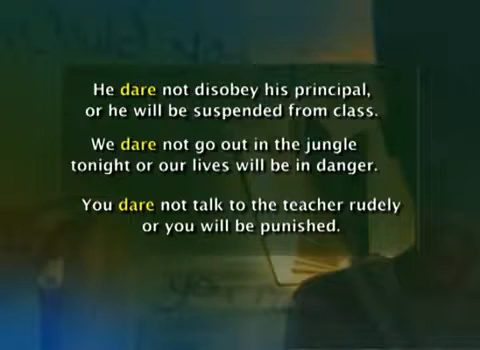 He dare not disobey his principal,
or he will be suspended from class.
We dare not go out in the jungle
tonight or our lives will be in danger.
You dare not talk to the teacher rudely
or you will be punished.